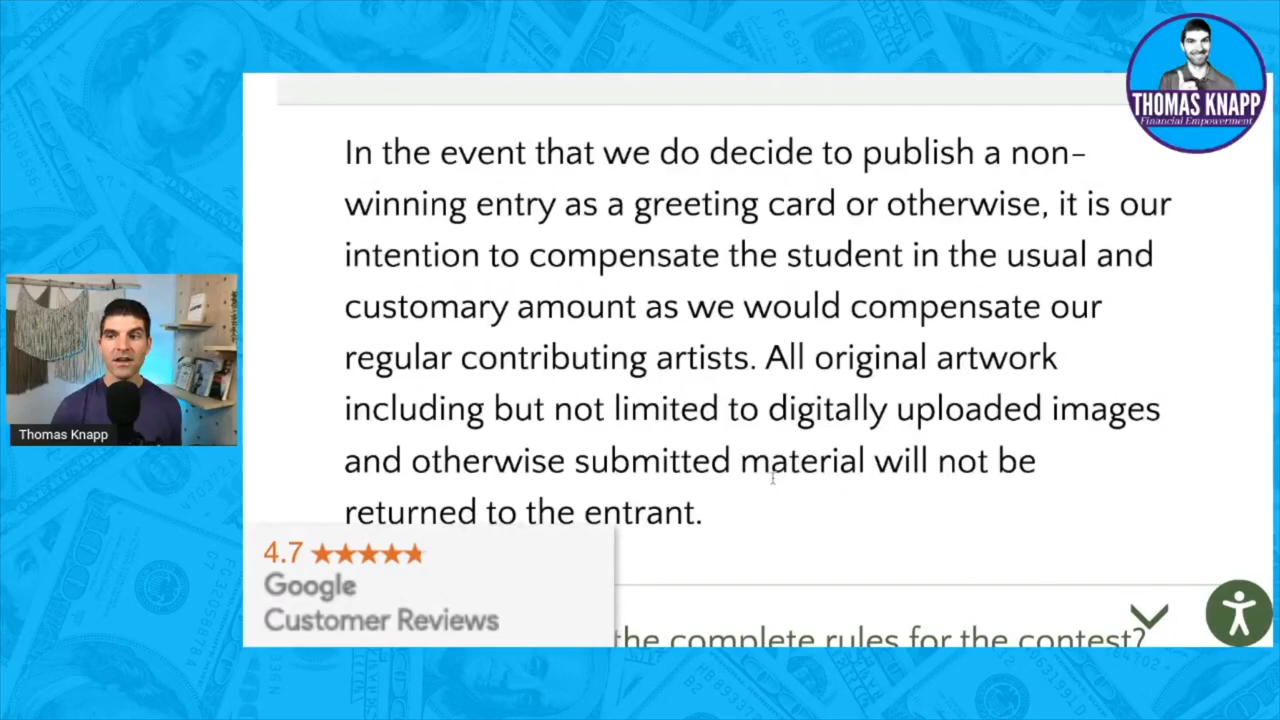 THOMAS KNAPP
Financial Empowerment
In the event that we do decide to publish a non-
winning entry as a greeting card or otherwise, it is our
intention to compensate the student in the usual and
customary amount as we would compensate our
regular contributing artists. All original artwork
including but not limited to digitally uploaded images
and otherwise submitted material will not be
returned to the entrant.
Thomas Knapp
4.7
Google
Customer Reviews
the complete rules for the contest?